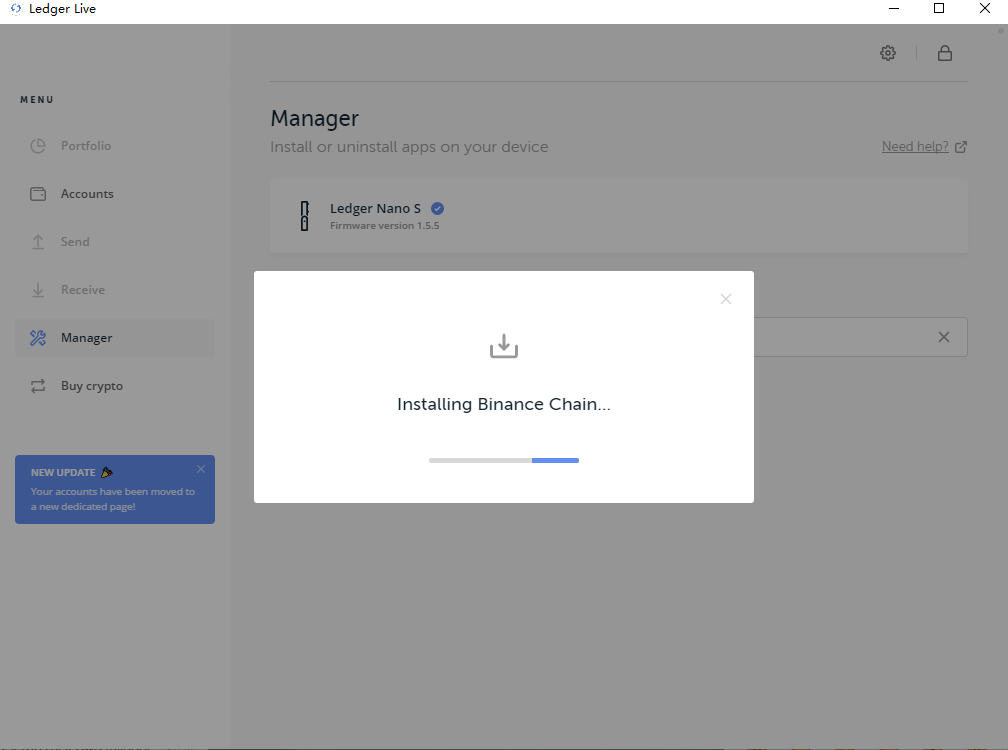 Ledger Live
MENU
Portfolio
Accounts
Send
Receive
Manager
Buy crypto
NEW UPDATE
Your accounts have been moved to
a new dedicated page!
Manager
Install or uninstall apps on your device
Need help?
Ledger Nano S
Firmware version 1.5.5
Installing Binance Chain...